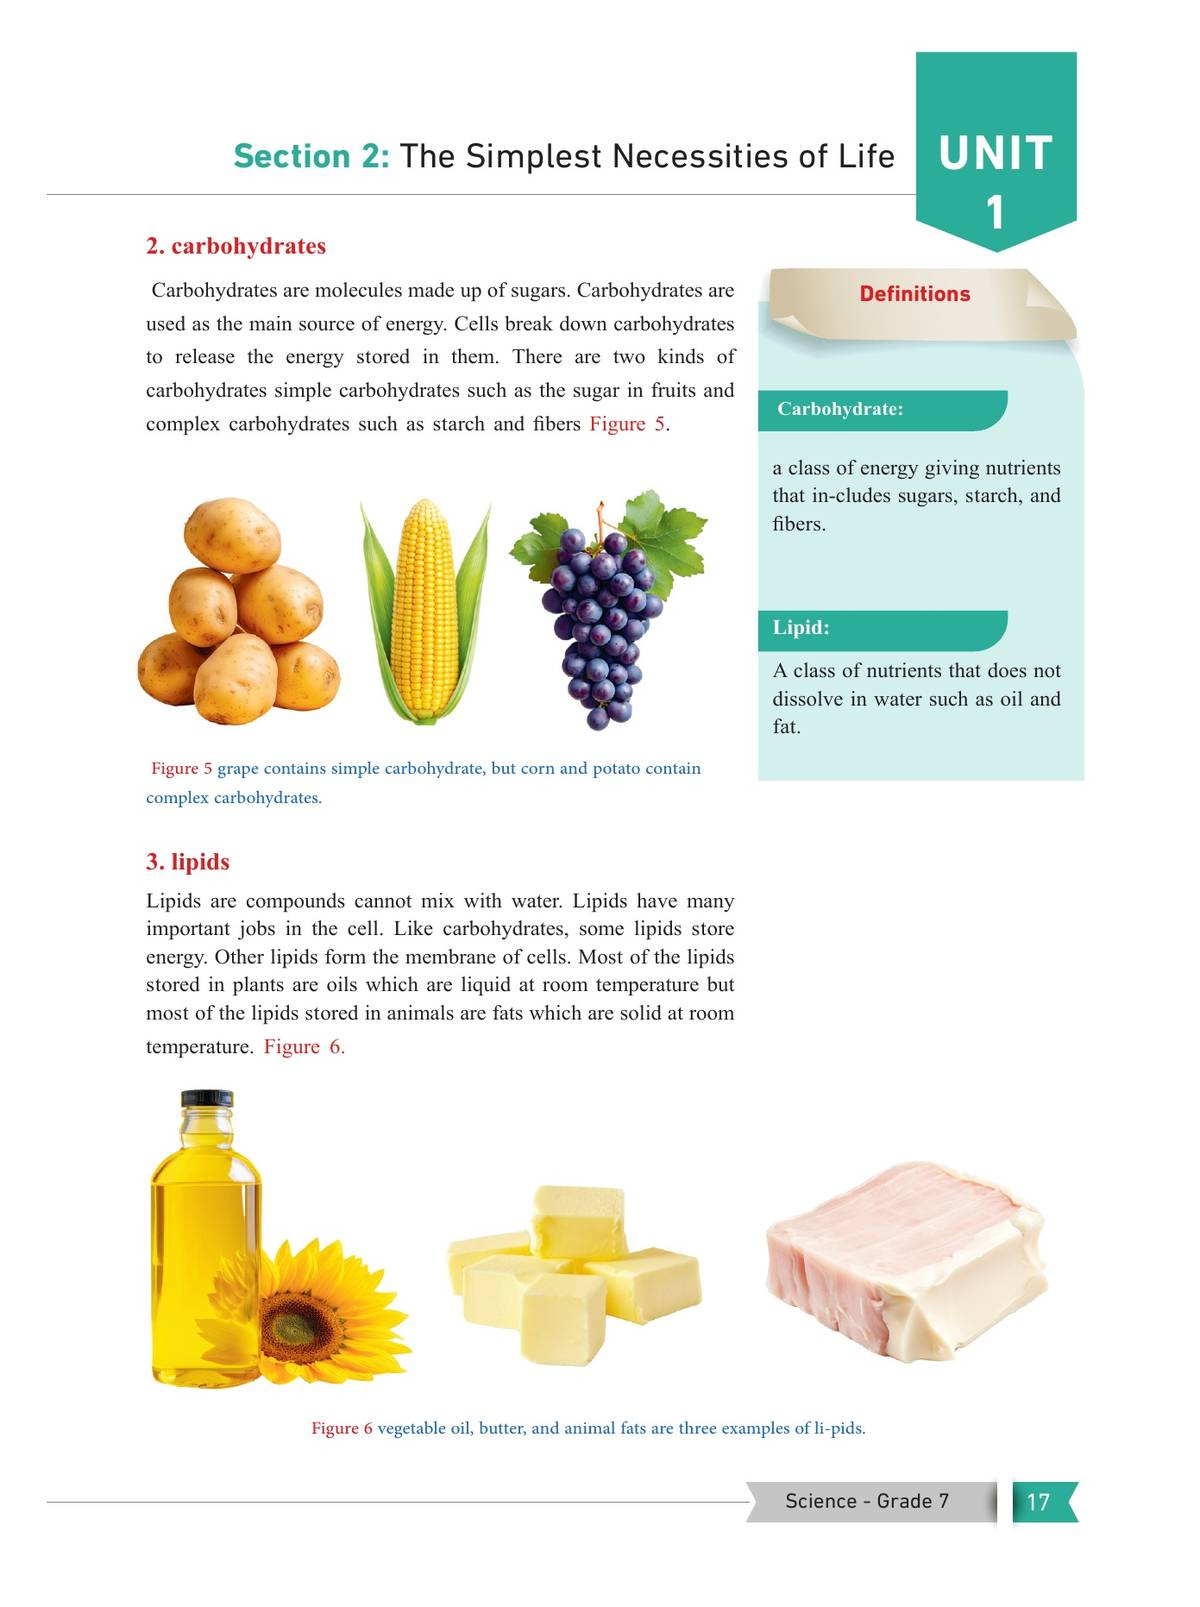 Section 2: The Simplest Necessities of Life
UNIT
1
2. carbohydrates
Carbohydrates are molecules made up of sugars. Carbohydrates are
used as the main source of energy. Cells break down carbohydrates
to release the energy stored in them. There are two kinds of
carbohydrates simple carbohydrates such as the sugar in fruits and
complex carbohydrates such as starch and fibers Figure 5.
Figure 5 grape contains simple carbohydrate, but corn and potato contain
complex carbohydrates.
Definitions
Carbohydrate:
a class of energy giving nutrients
that in-cludes sugars, starch, and
fibers.
Lipid:
A class of nutrients that does not
dissolve in water such as oil and
fat.
3. lipids
Lipids are compounds cannot mix with water. Lipids have many
important jobs in the cell. Like carbohydrates, some lipids store
energy. Other lipids form the membrane of cells. Most of the lipids
stored in plants are oils which are liquid at room temperature but
most of the lipids stored in animals are fats which are solid at room
temperature. Figure 6.
Figure 6 vegetable oil, butter, and animal fats are three examples of li-pids.
Science - Grade 7
17